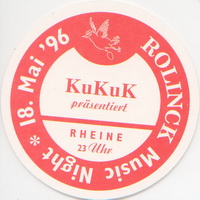 ROLINCK Music Night * 18. Mai '96
KuKuK
präsentiert
RHEINE
23 Uhr